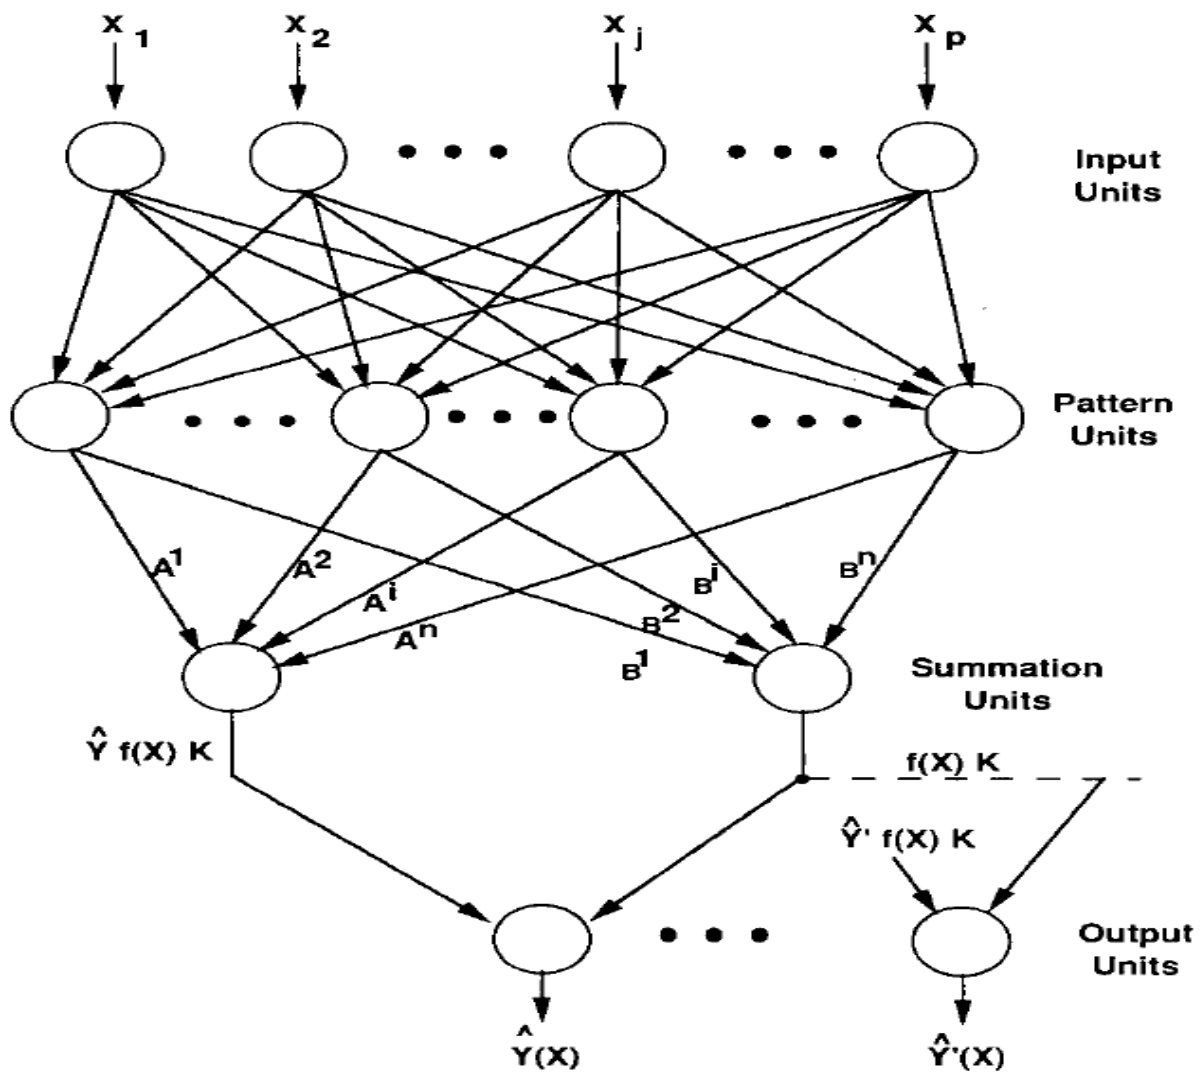 X 1
X 2
X j
X p
Input
Units
Pattern
Units
A1
A2
Ai
An
B1
B2
Bi
Bn
Summation
Units
Ŷ f(X) K
f(X) K
Ŷ' f(X) K
Output
Units
Ŷ(X)
Ŷ'(X)